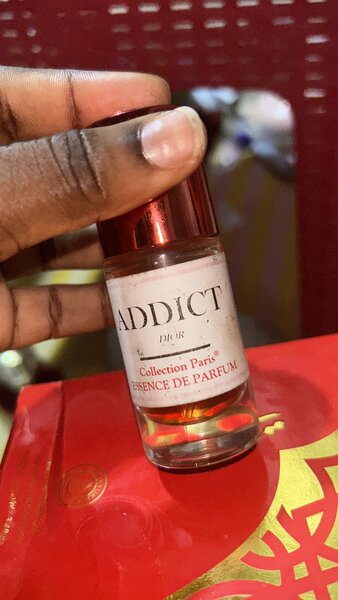 ADDICT
DIOR
Collection Paris®
ESSENCE DE PARFUM